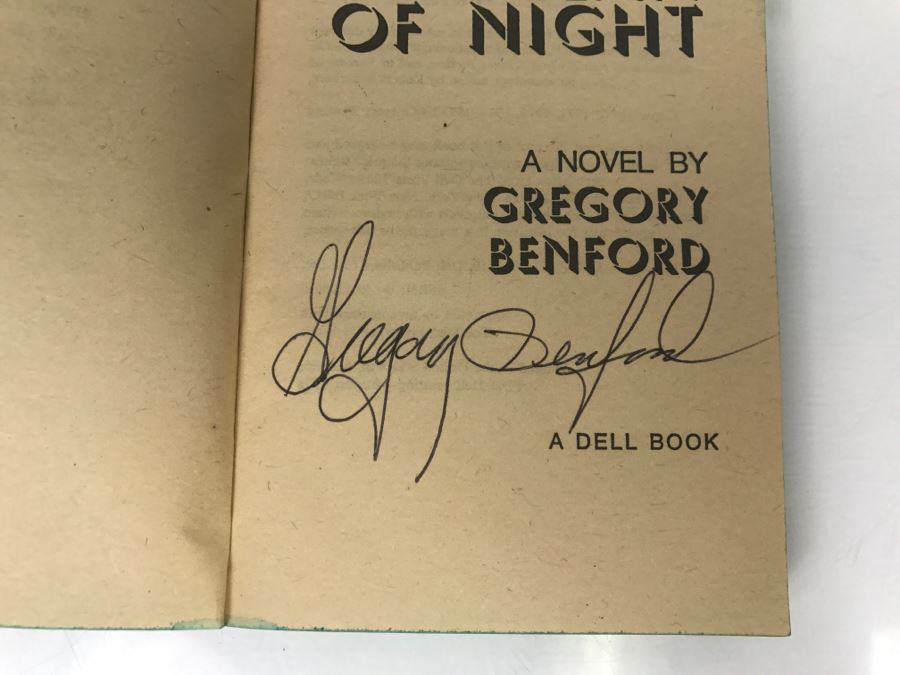 OF NIGHT
A NOVEL BY
GREGORY
BENFORD
Gregory Benford
A DELL BOOK